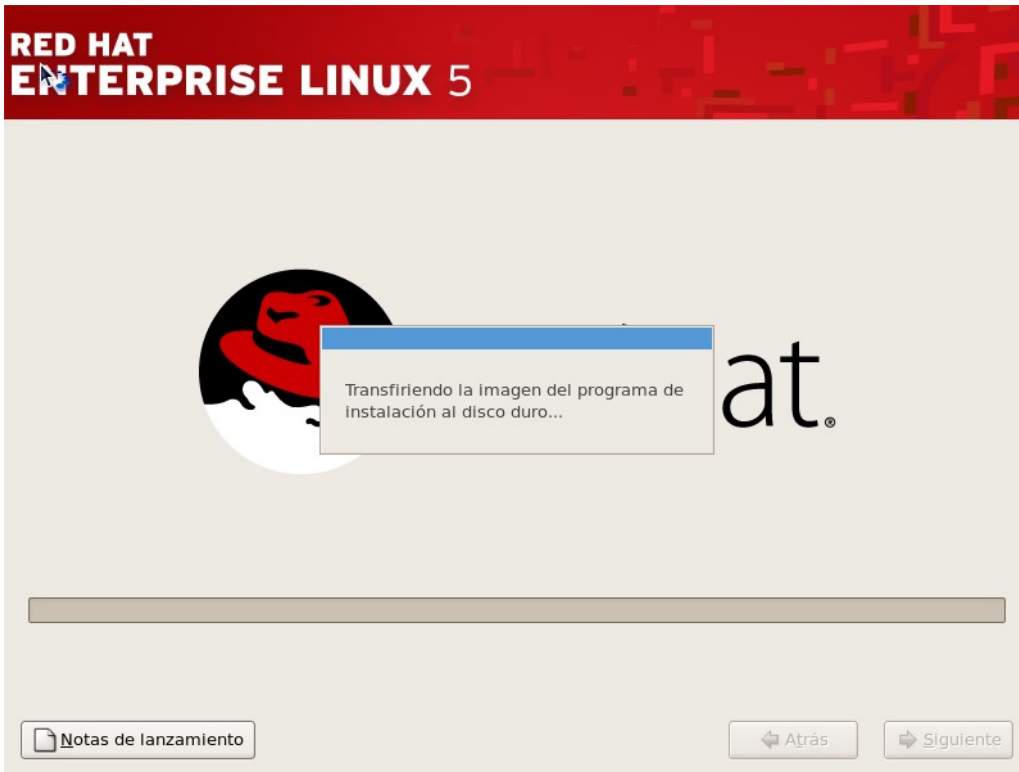 RED HAT
ENTERPRISE LINUX 5
Transfiriendo la imagen del programa de
instalación al disco duro...
at®
Notas de lanzamiento
Atrás
Siguiente